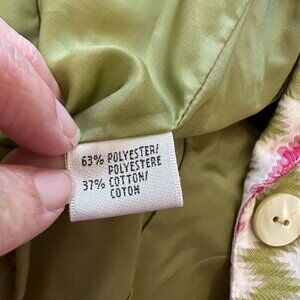 63% POLYESTER/
POLYESTERE
37% COTTON/
COTON